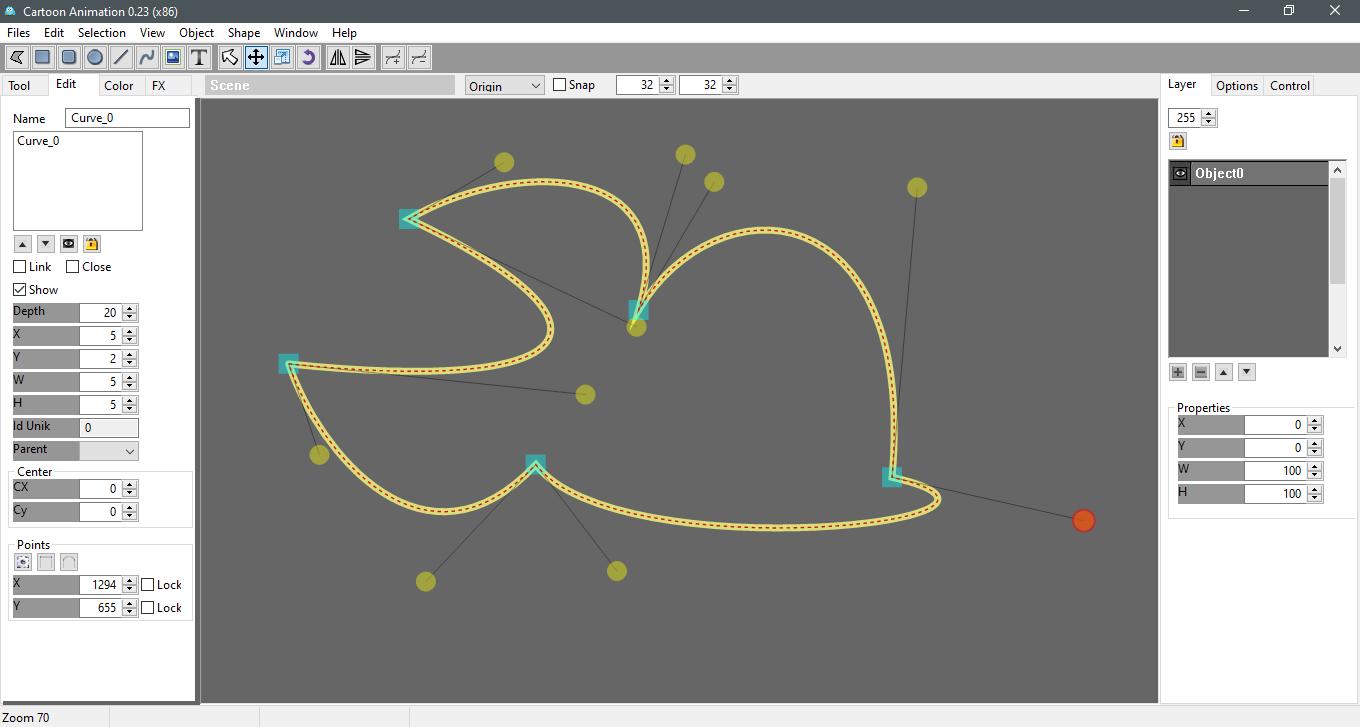 Cartoon Animation 0.23 (x86)
Files Edit Selection View Object Shape Window Help
T
Tool Edit Color FX
Scene
Origin Snap 32 32
Layer Options Control
Name Curve_0
Curve_0
Link Close
Show
Depth 20
X 5
Y 2
W 5
H 5
Id Unik 0
Parent
Center
CX 0
Cy 0
Points
X 1294 Lock
Y 655 Lock
255
Object0
Properties
X 0
Y 0
W 100
H 100
Zoom 70